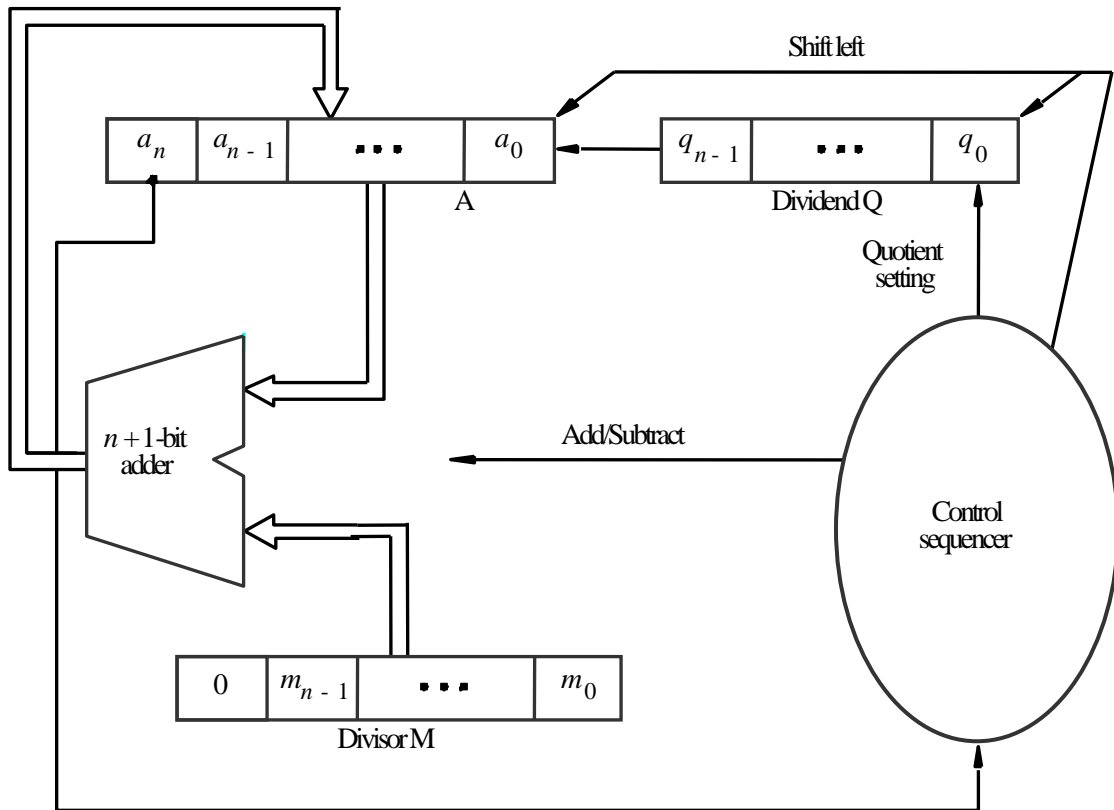 Shift left
a_n a_{n-1} ▪▪▪ a_0 q_{n-1} ▪▪▪ q_0
A Dividend Q
Quotient
setting
n + 1-bit
adder
Add/Subtract
Control
sequencer
0 m_{n-1} ▪▪▪ m_0
Divisor M